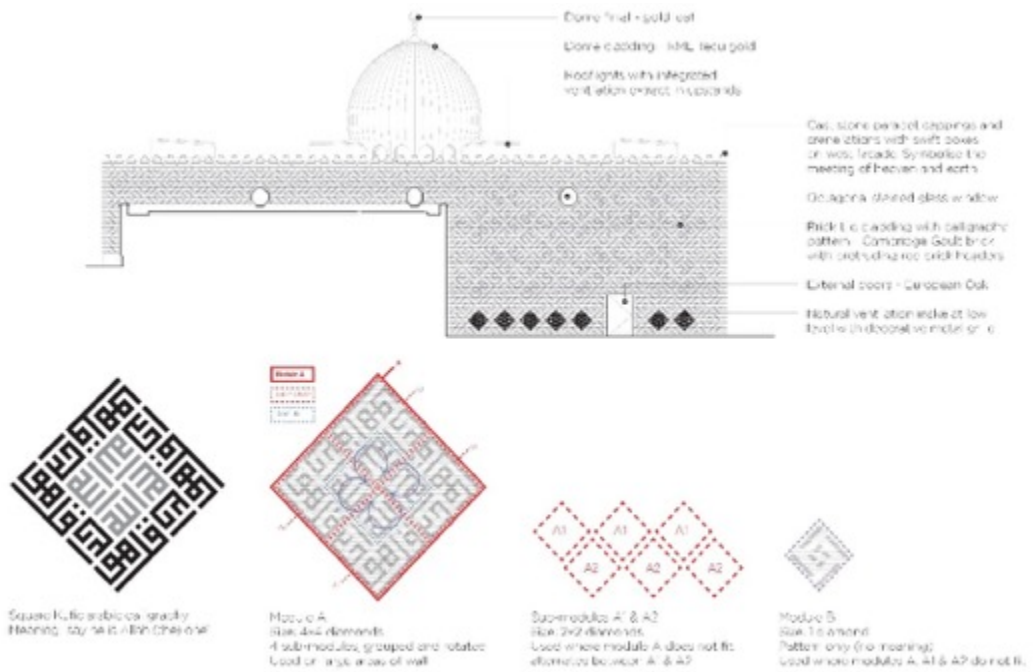 Dome finial - gold leaf
Dome cladding - KME Tecu gold
Rooflights with integrated
ventilation extract in upstands
Cast stone parapet cappings and
crenelations with swift boxes
on west facade. Symbolise the
meeting of heaven and earth
Octagonal stained glass window
Brick tile cladding with calligraphy
pattern - Cambridge Gault brick
with protruding red brick headers
External doors - European Oak
Natural ventilation intake at low
level with decorative metal grille
Module A
A1
A1
A1
A2
A2
A2
Square Kufic arabic calligraphy
Meaning: say he is Allah (the) one
Module A
Size: 4x4 diamonds
4 sub-modules, grouped and rotated
Used on large areas of wall
Sub-modules A1 & A2
Size: 2x2 diamonds
Used where module A does not fit
alternates between A1 & A2
Module B
Size: 1 diamond
Pattern only (no meaning)
Used where modules A, A1 & A2 do not fit